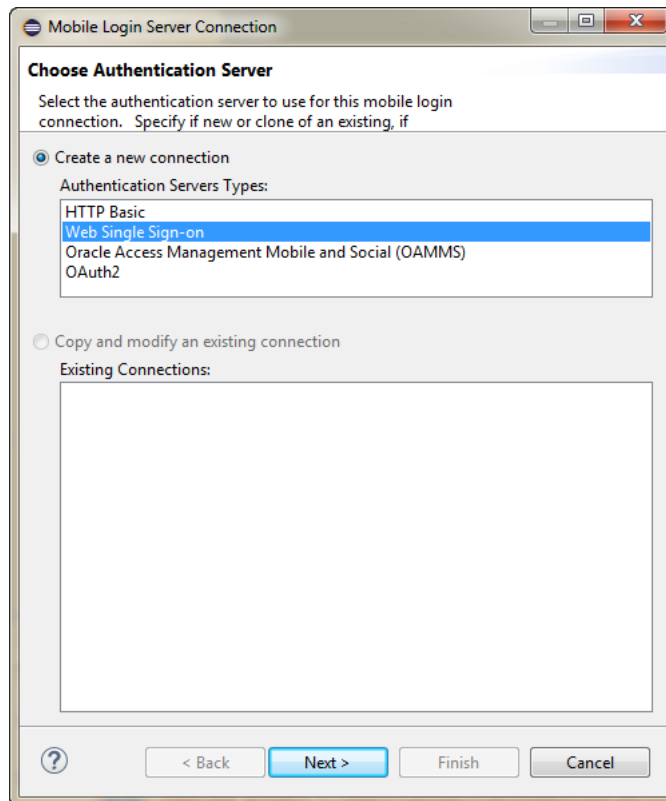 Mobile Login Server Connection
Choose Authentication Server
Select the authentication server to use for this mobile login
connection.   Specify if new or clone of an existing, if
Create a new connection
Authentication Servers Types:
HTTP Basic
Web Single Sign-on
Oracle Access Management Mobile and Social (OAMMS)
OAuth2
Copy and modify an existing connection
Existing Connections:
? < Back Next > Finish Cancel